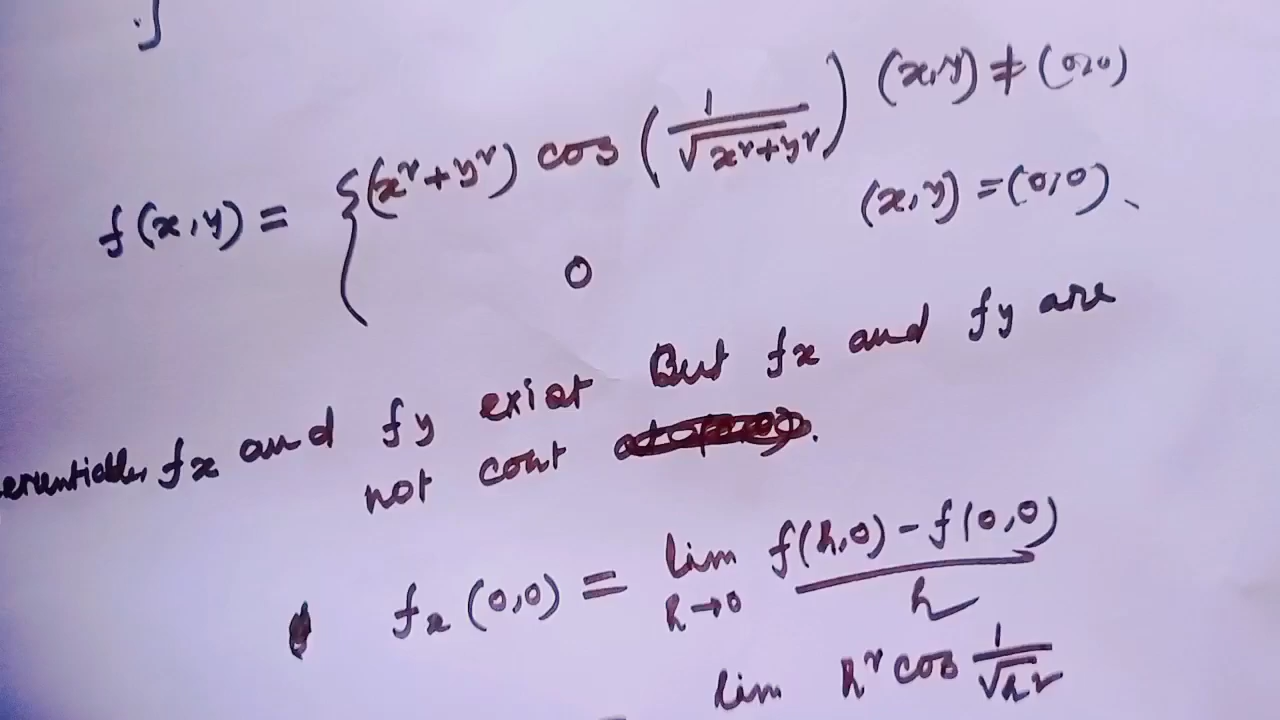 f(x,y) = { (x²+y²) cos (1/√(x²+y²)) (x,y) ≠ (0,0)
0 (x,y) = (0,0).
fx and fy exist But fx and fy are
not cont
fx (0,0) = lim h→0 f(h,0) - f(0,0) / h
lim h² cos 1/√h²